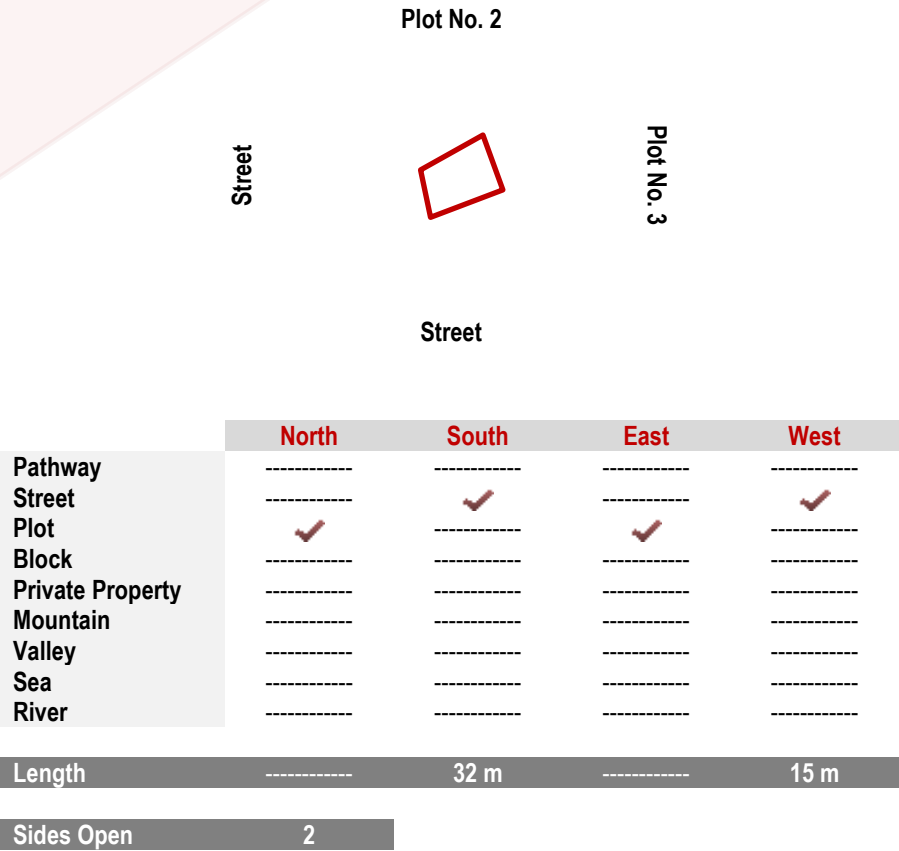 Plot No. 2
Street
Plot No. 3
Street
North South East West
Pathway ------------ ------------ ------------ ------------
Street ------------ ✔ ------------ ✔
Plot ✔ ------------ ✔ ------------
Block ------------ ------------ ------------ ------------
Private Property ------------ ------------ ------------ ------------
Mountain ------------ ------------ ------------ ------------
Valley ------------ ------------ ------------ ------------
Sea ------------ ------------ ------------ ------------
River ------------ ------------ ------------ ------------
Length ------------ 32 m ------------ 15 m
Sides Open 2